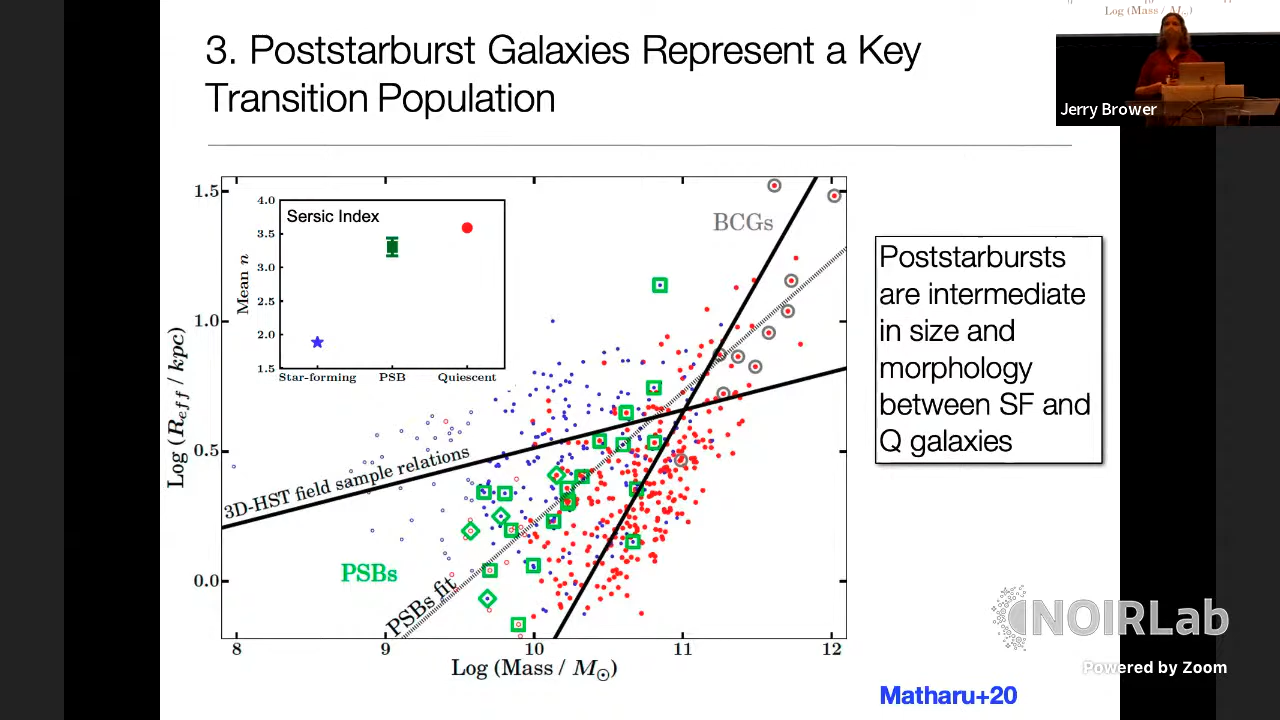 Log (Mass / M
3. Poststarburst Galaxies Represent a Key
Transition Population
Jerry Brower
Log (R_eff / kpc)
1.5
1.0
0.5
0.0
8
9
10
11
12
Log (Mass / M☉)
Sersic Index
Mean n
4.0
3.5
3.0
2.5
2.0
1.5
Star-forming
PSB
Quiescent
BCGs
3D-HST field sample relations
PSBs
PSBs fit
Poststarbursts
are intermediate
in size and
morphology
between SF and
Q galaxies
NOIRLab
Powered by Zoom
Matharu+20